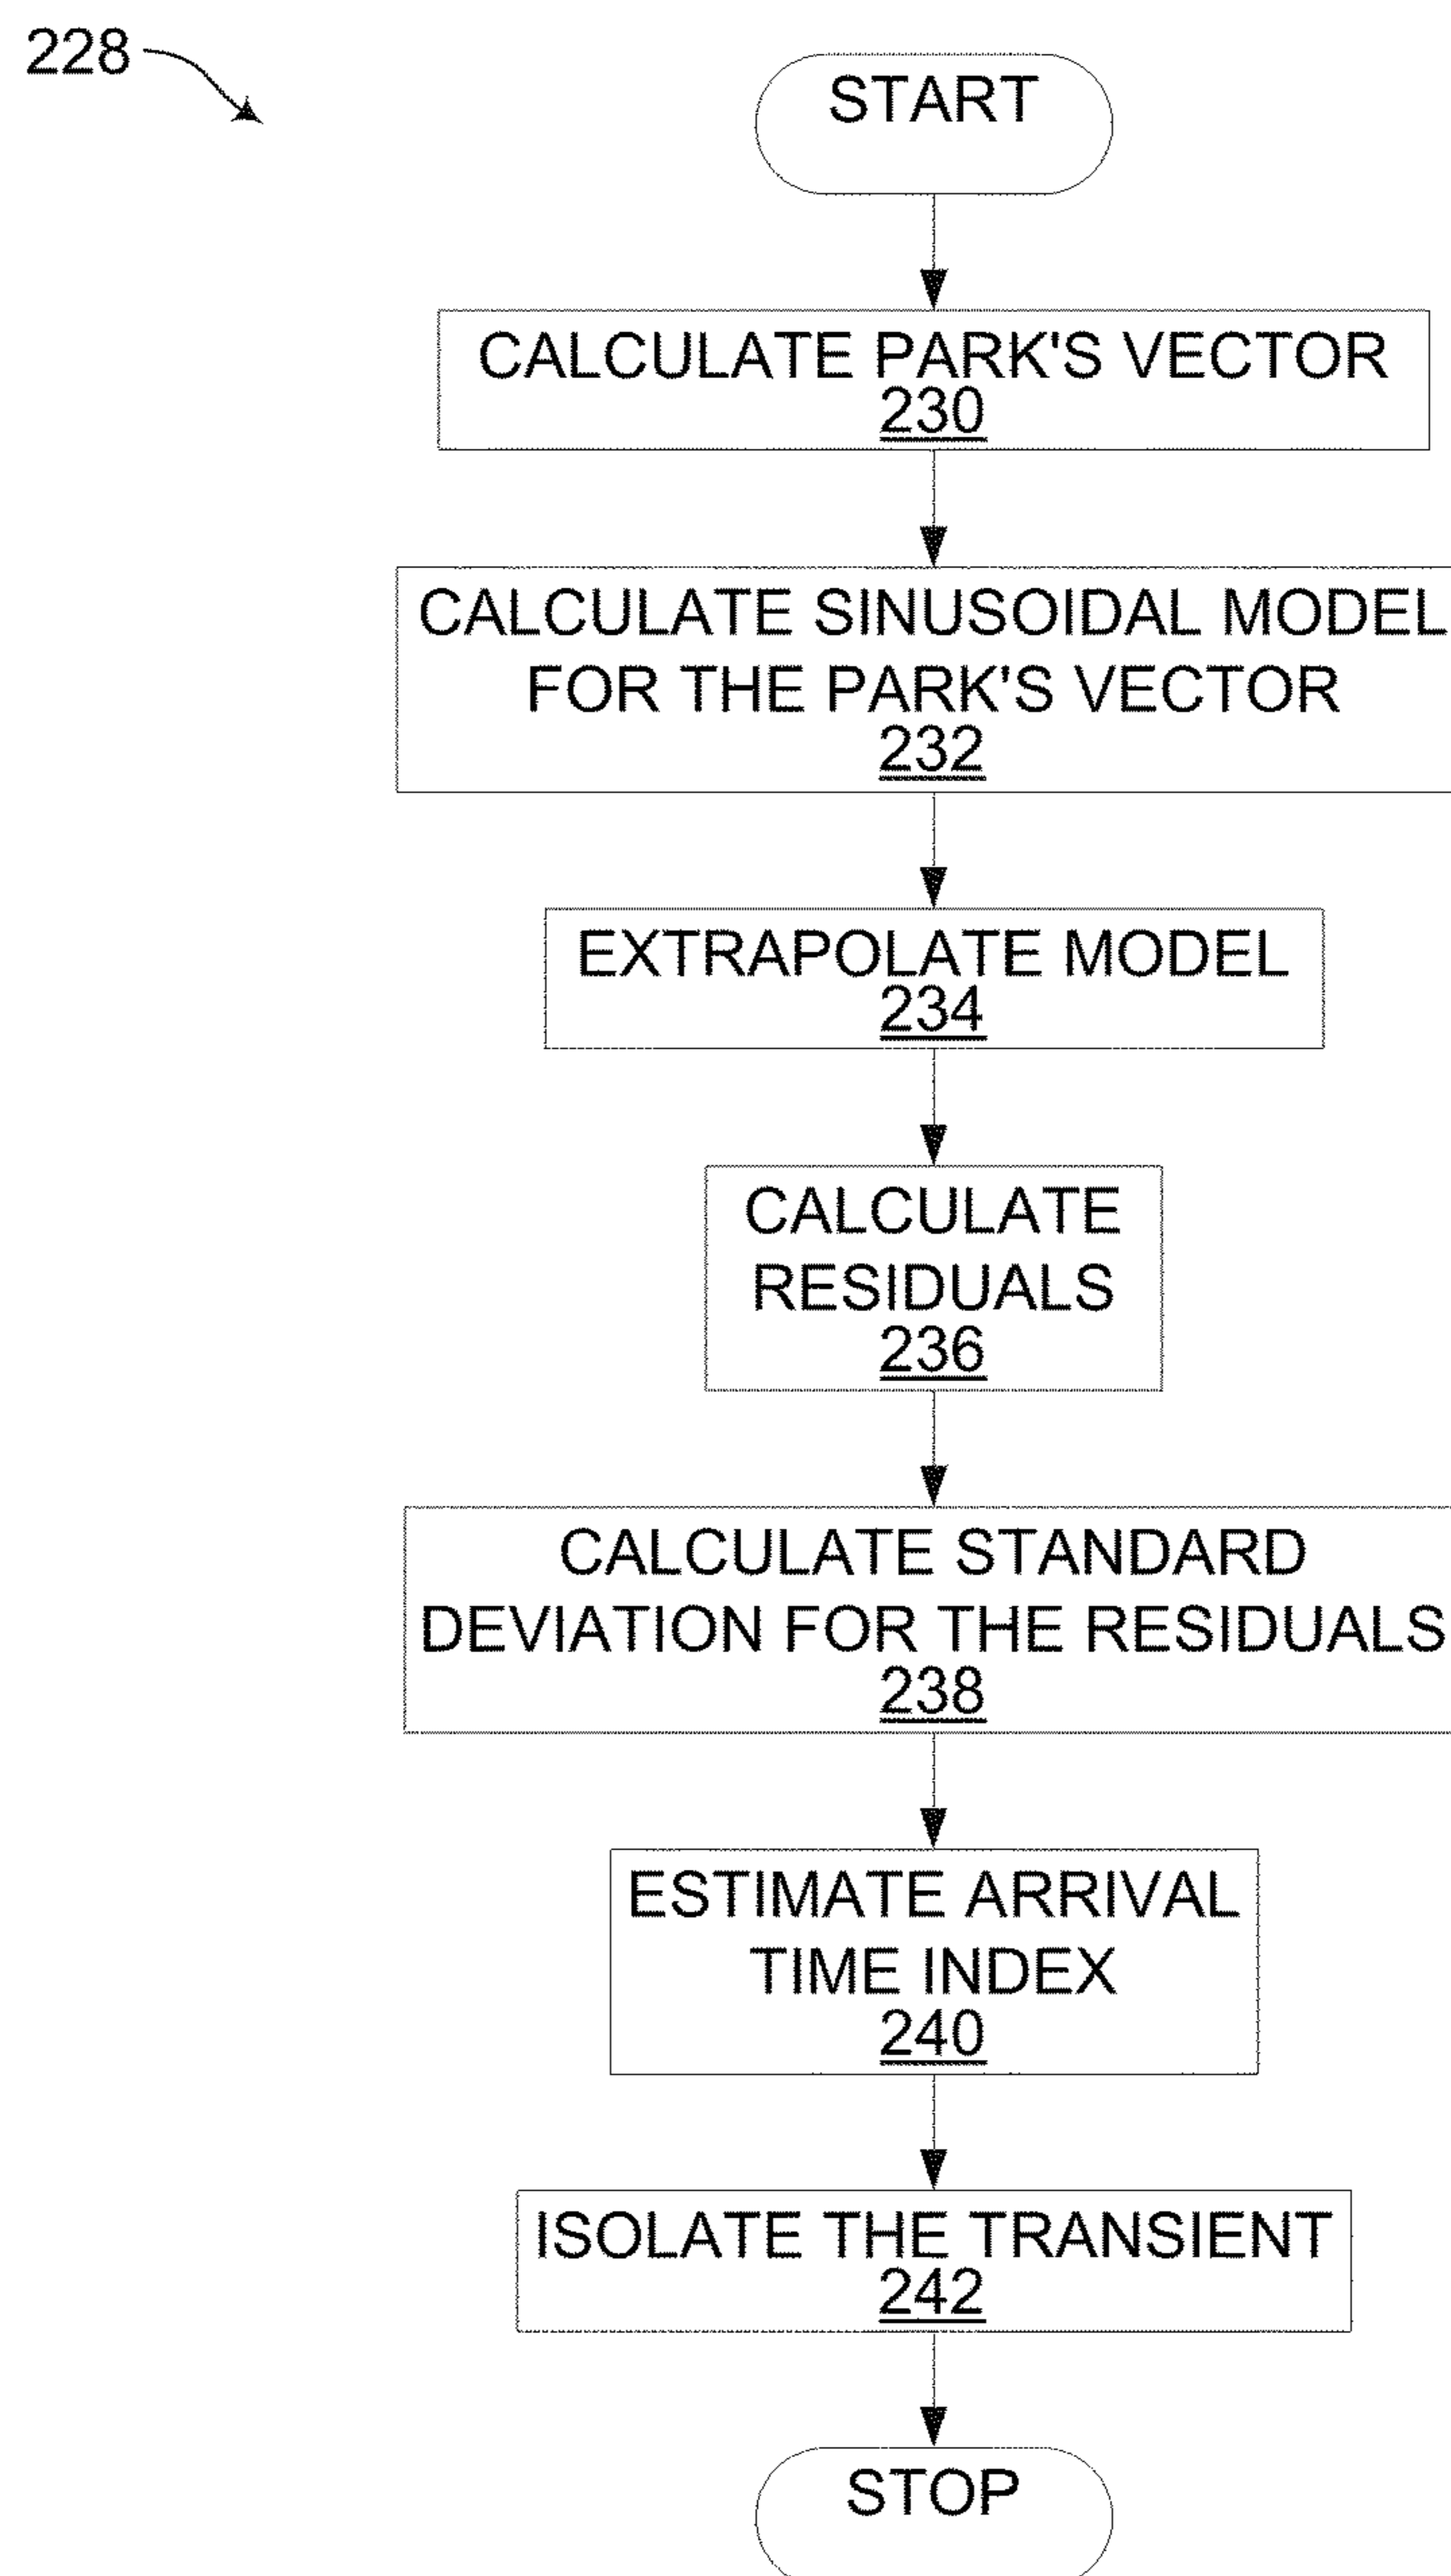 228
START
CALCULATE PARK'S VECTOR
230
CALCULATE SINUSOIDAL MODEL
FOR THE PARK'S VECTOR
232
EXTRAPOLATE MODEL
234
CALCULATE
RESIDUALS
236
CALCULATE STANDARD
DEVIATION FOR THE RESIDUALS
238
ESTIMATE ARRIVAL
TIME INDEX
240
ISOLATE THE TRANSIENT
242
STOP